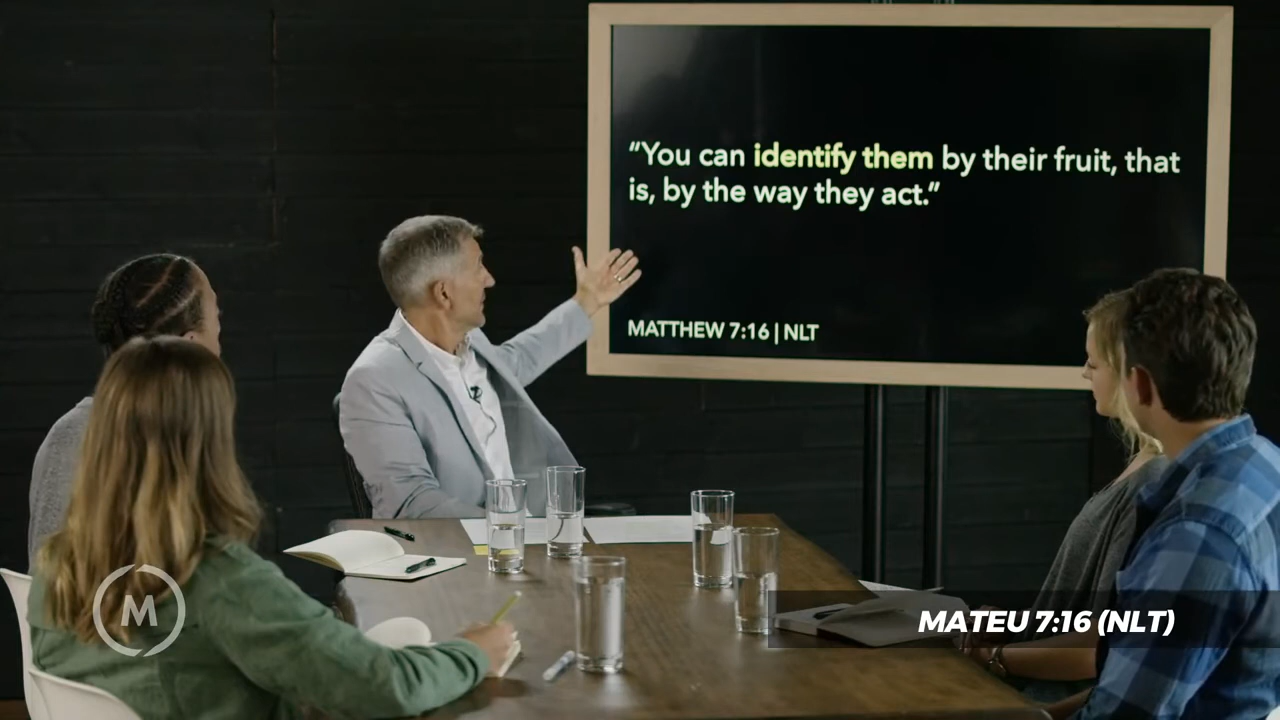 “You can identify them by their fruit, that
is, by the way they act.”
MATTHEW 7:16 | NLT
M
MATEU 7:16 (NLT)